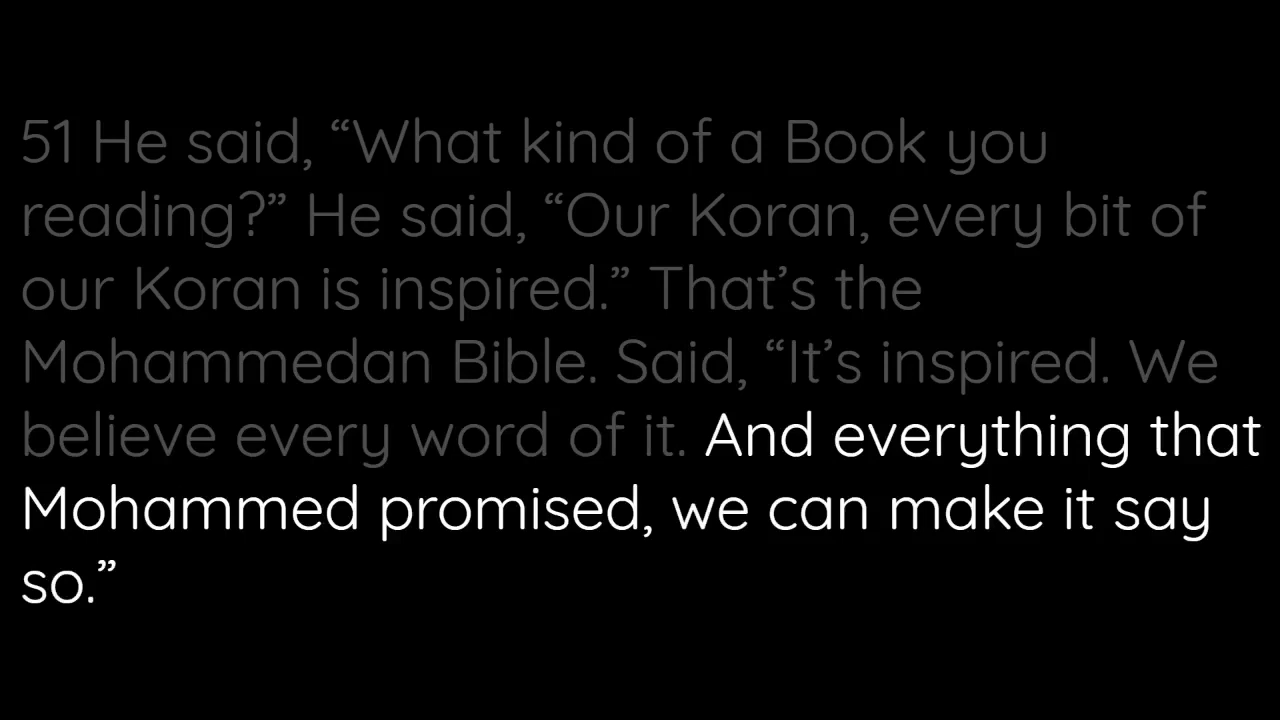 51 He said, “What kind of a Book you
reading?” He said, “Our Koran, every bit of
our Koran is inspired.” That’s the
Mohammedan Bible. Said, “It’s inspired. We
believe every word of it. And everything that
Mohammed promised, we can make it say
so.”